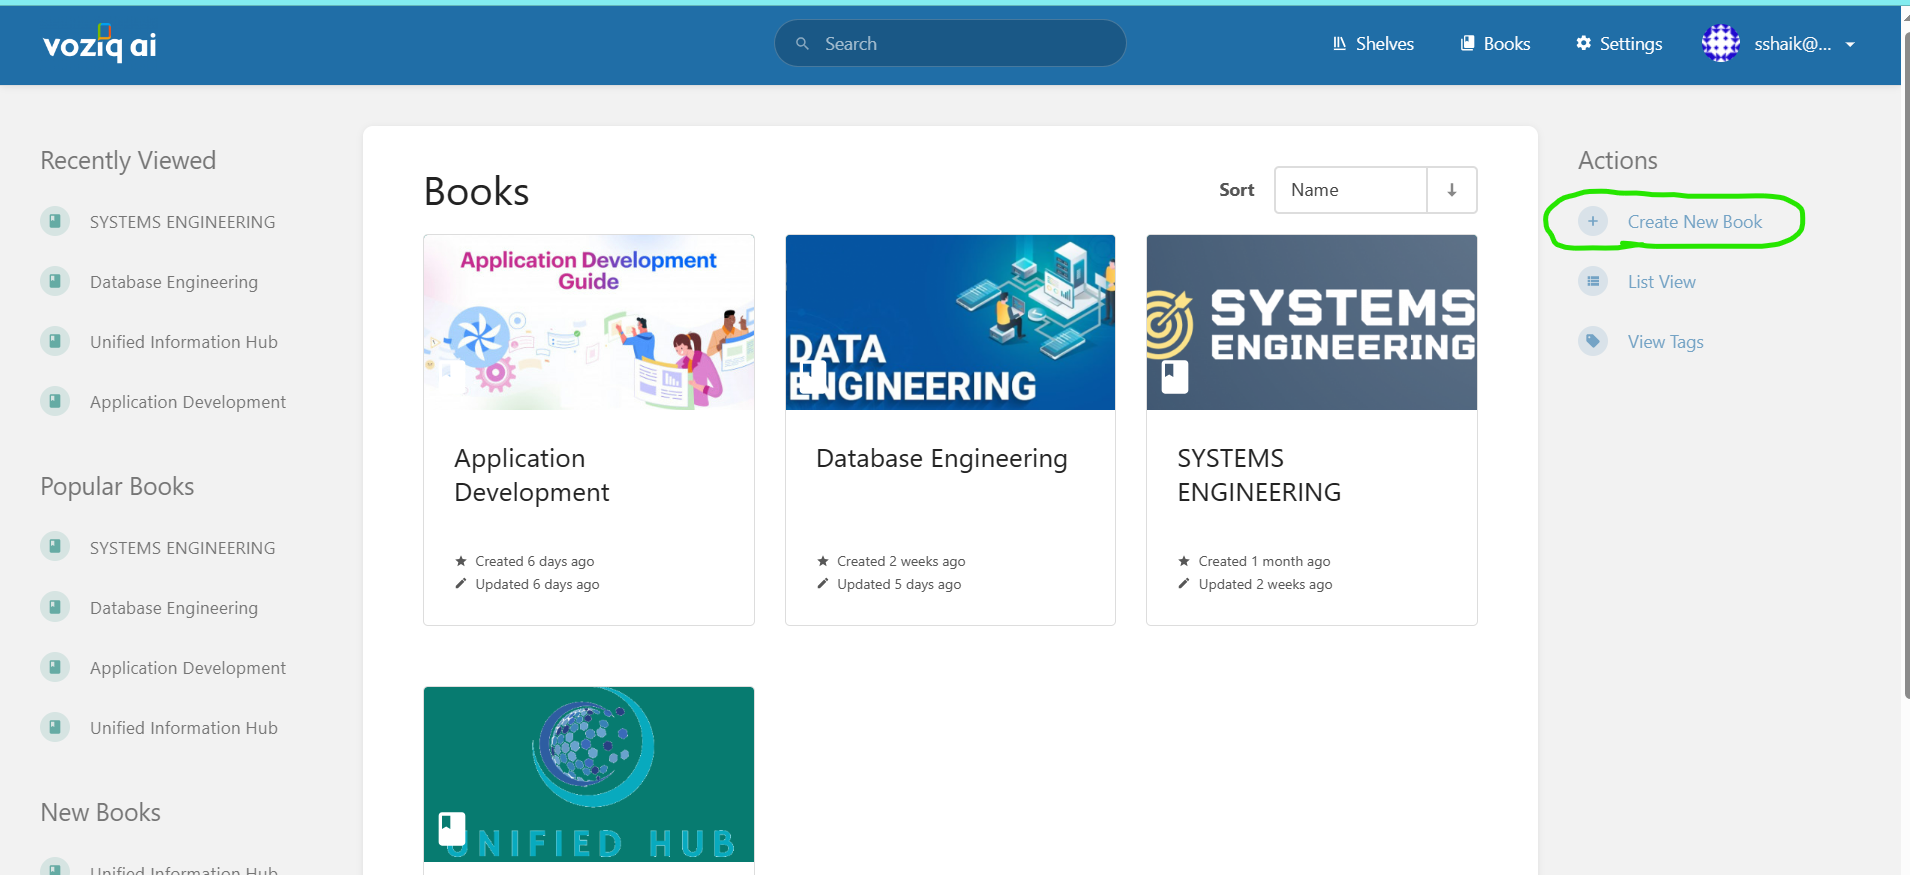 voziq ai
Search
Shelves
Books
Settings
sshaik@...
Recently Viewed
SYSTEMS ENGINEERING
Database Engineering
Unified Information Hub
Application Development
Popular Books
SYSTEMS ENGINEERING
Database Engineering
Application Development
Unified Information Hub
New Books
Unified Information Hub
Books
Sort
Name
Application Development
Guide
Application
Development
Created 6 days ago
Updated 6 days ago
DATA
ENGINEERING
Database Engineering
Created 2 weeks ago
Updated 5 days ago
SYSTEMS
ENGINEERING
SYSTEMS
ENGINEERING
Created 1 month ago
Updated 2 weeks ago
UNIFIED HUB
Actions
Create New Book
List View
View Tags